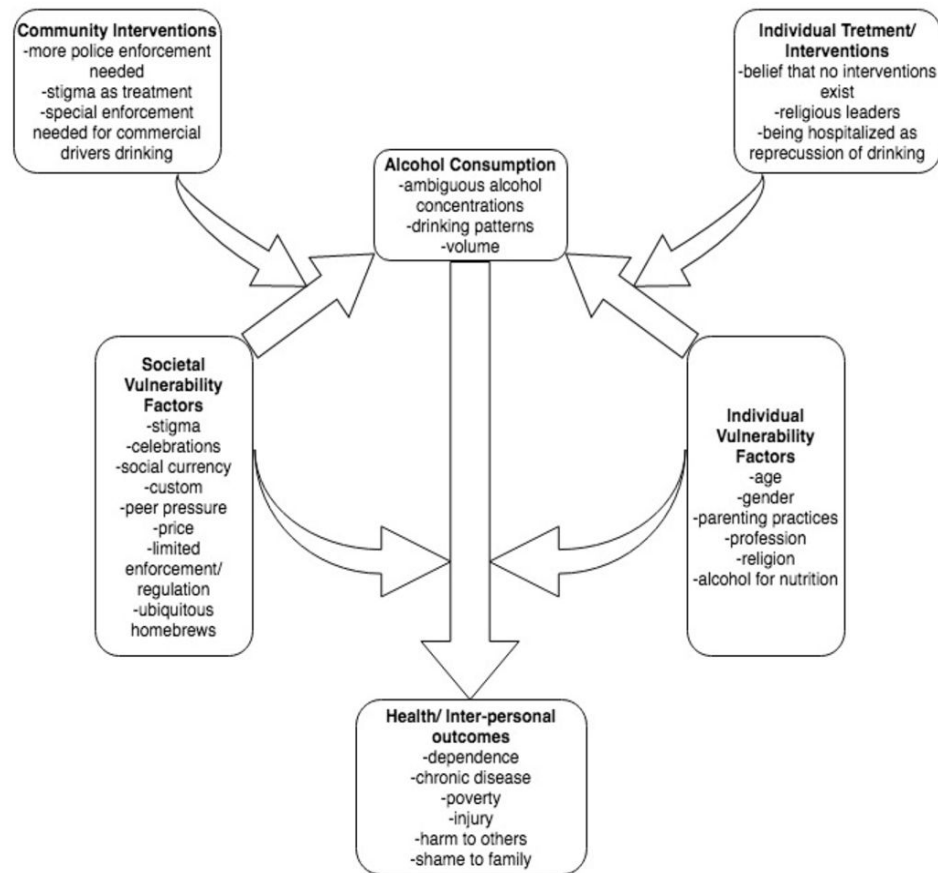 Community Interventions
-more police enforcement
needed
-stigma as treatment
-special enforcement
needed for commercial
drivers drinking
Individual Tretment/
Interventions
-belief that no interventions
exist
-religious leaders
-being hospitalized as
reprecussion of drinking
Alcohol Consumption
-ambiguous alcohol
concentrations
-drinking patterns
-volume
Societal
Vulnerability
Factors
-stigma
-celebrations
-social currency
-custom
-peer pressure
-price
-limited
enforcement/
regulation
-ubiquitous
homebrews
Individual
Vulnerability
Factors
-age
-gender
-parenting practices
-profession
-religion
-alcohol for nutrition
Health/ Inter-personal
outcomes
-dependence
-chronic disease
-poverty
-injury
-harm to others
-shame to family